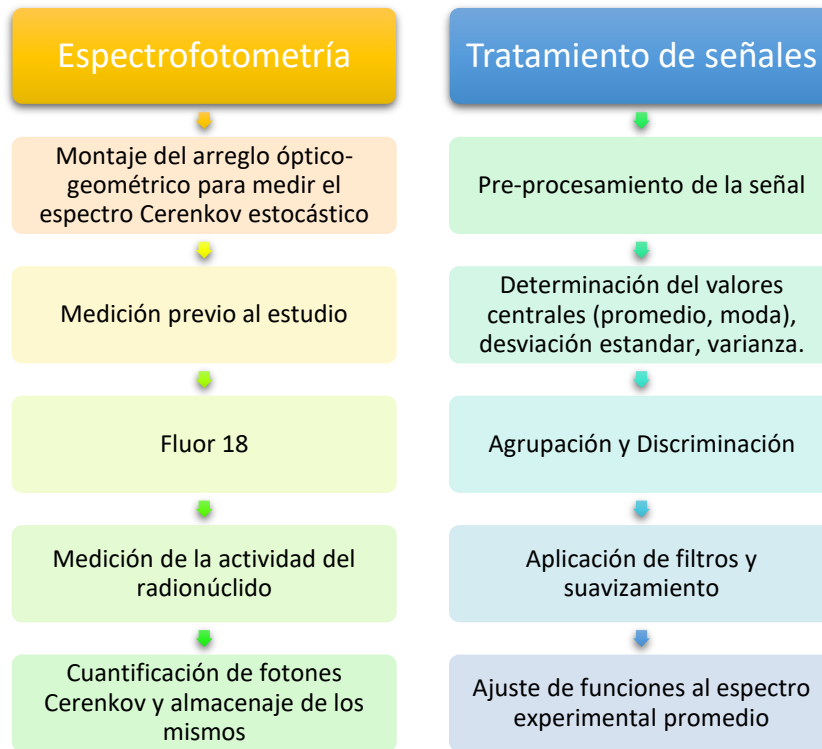 Espectrofotometría
Montaje del arreglo óptico-
geométrico para medir el
espectro Cerenkov estocástico
Medición previo al estudio
Fluor 18
Medición de la actividad del
radionúclido
Cuantificación de fotones
Cerenkov y almacenaje de los
mismos
Tratamiento de señales
Pre-procesamiento de la señal
Determinación del valores
centrales (promedio, moda),
desviación estandar, varianza.
Agrupación y Discriminación
Aplicación de filtros y
suavizamiento
Ajuste de funciones al espectro
experimental promedio